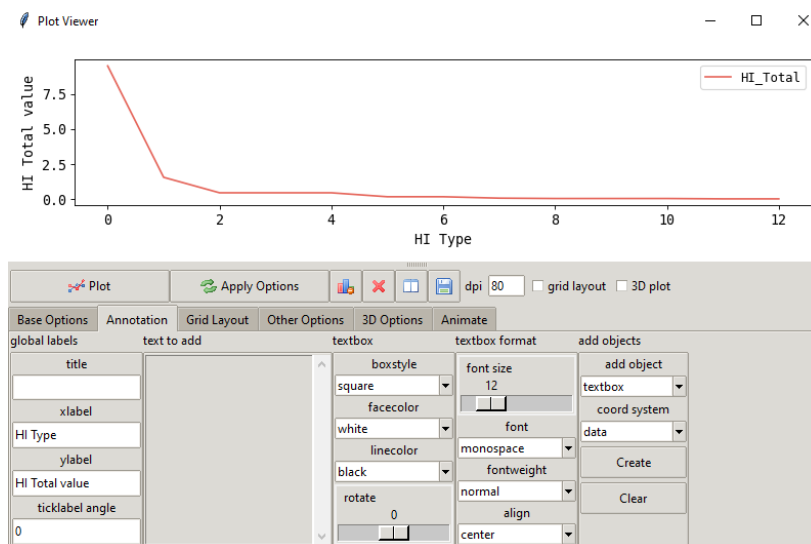 Plot Viewer
HI_Total
HI Total value
7.5
5.0
2.5
0.0
0 2 4 6 8 10 12
HI Type
Plot Apply Options dpi 80 grid layout 3D plot
Base Options Annotation Grid Layout Other Options 3D Options Animate
global labels text to add textbox textbox format add objects
title
xlabel
HI Type
ylabel
HI Total value
ticklabel angle
0
boxstyle
square
facecolor
white
linecolor
black
rotate
0
font size
12
font
monospace
fontweight
normal
align
center
add object
textbox
coord system
data
Create
Clear